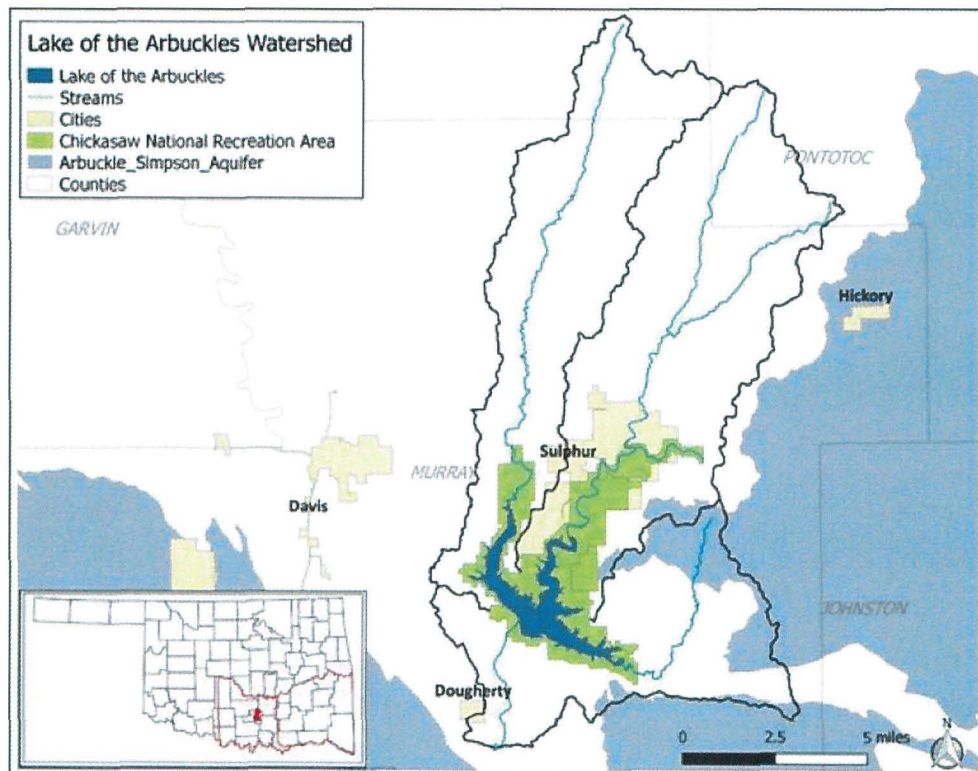 Lake of the Arbuckles Watershed
Lake of the Arbuckles
Streams
Cities
Chickasaw National Recreation Area
Arbuckle_Simpson_Aquifer
Counties
PONTOTOC
GARVIN
Hickory
Sulphur
MURRAY
Davis
JOHNSTON
Dougherty
N
0 2.5 5 miles